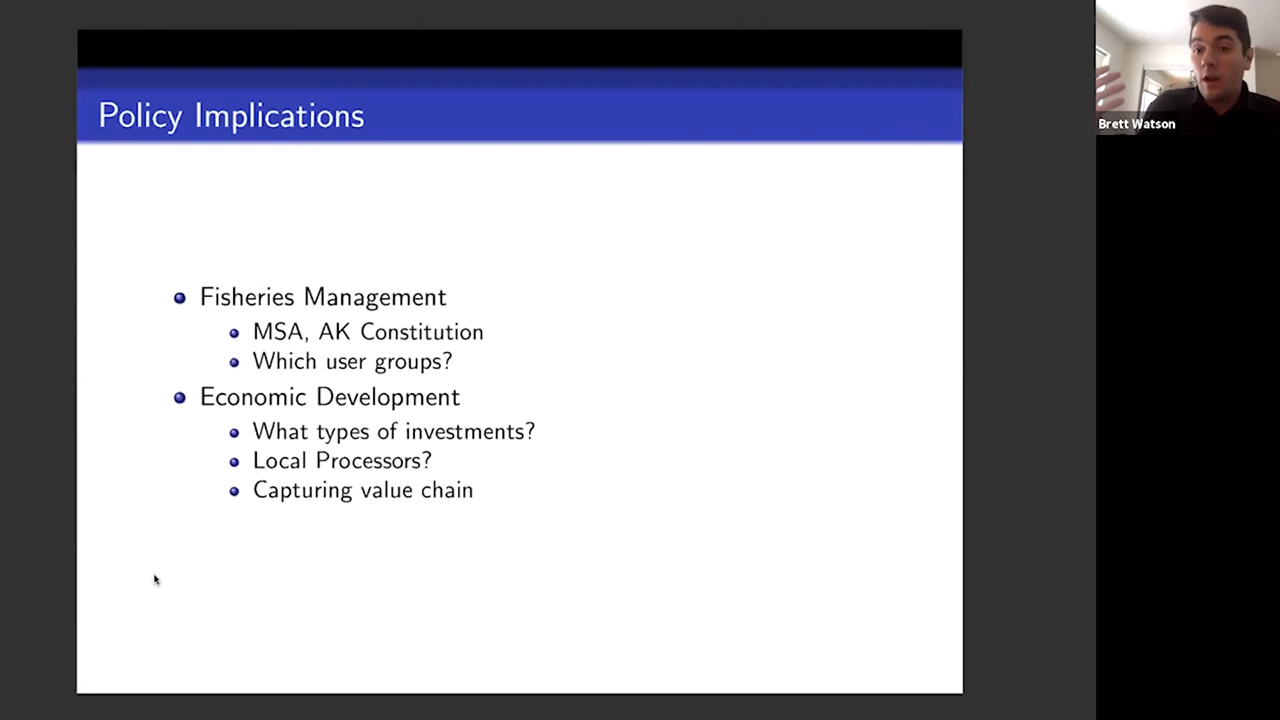 Policy Implications
Fisheries Management
MSA, AK Constitution
Which user groups?
Economic Development
What types of investments?
Local Processors?
Capturing value chain
Brett Watson